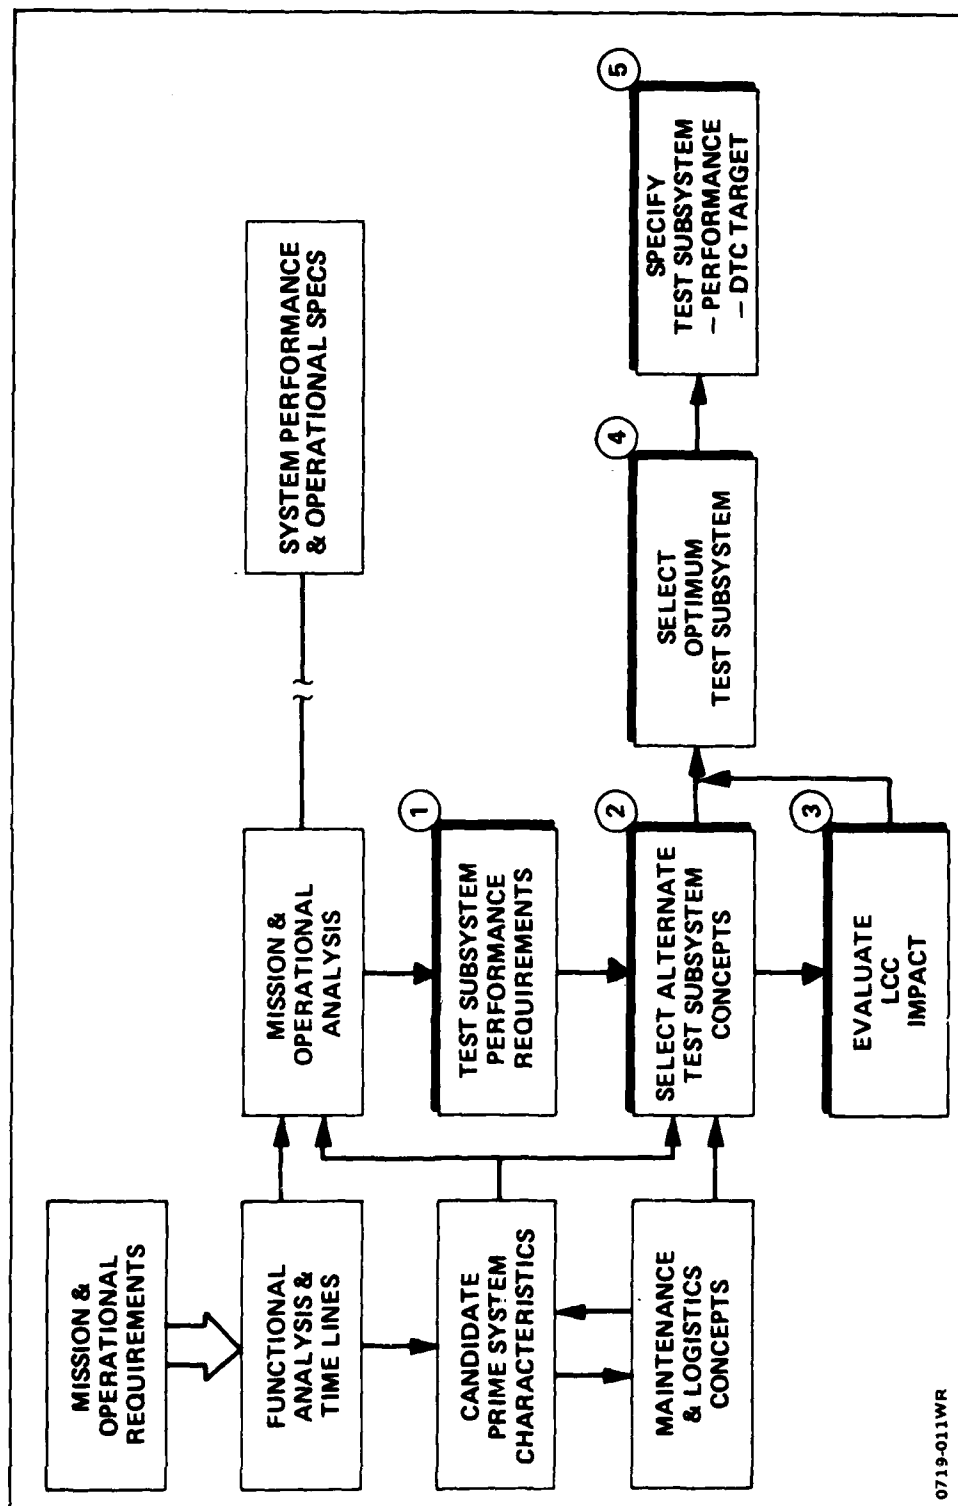 MISSION &
OPERATIONAL
REQUIREMENTS
FUNCTIONAL
ANALYSIS &
TIME LINES
CANDIDATE
PRIME SYSTEM
CHARACTERISTICS
MAINTENANCE
& LOGISTICS
CONCEPTS
MISSION &
OPERATIONAL
ANALYSIS
1
TEST SUBSYSTEM
PERFORMANCE
REQUIREMENTS
2
SELECT ALTERNATE
TEST SUBSYSTEM
CONCEPTS
3
EVALUATE
LCC
IMPACT
SYSTEM PERFORMANCE
& OPERATIONAL SPECS
4
SELECT
OPTIMUM
TEST SUBSYSTEM
5
SPECIFY
TEST SUBSYSTEM
– PERFORMANCE
– DTC TARGET
0719-011WR